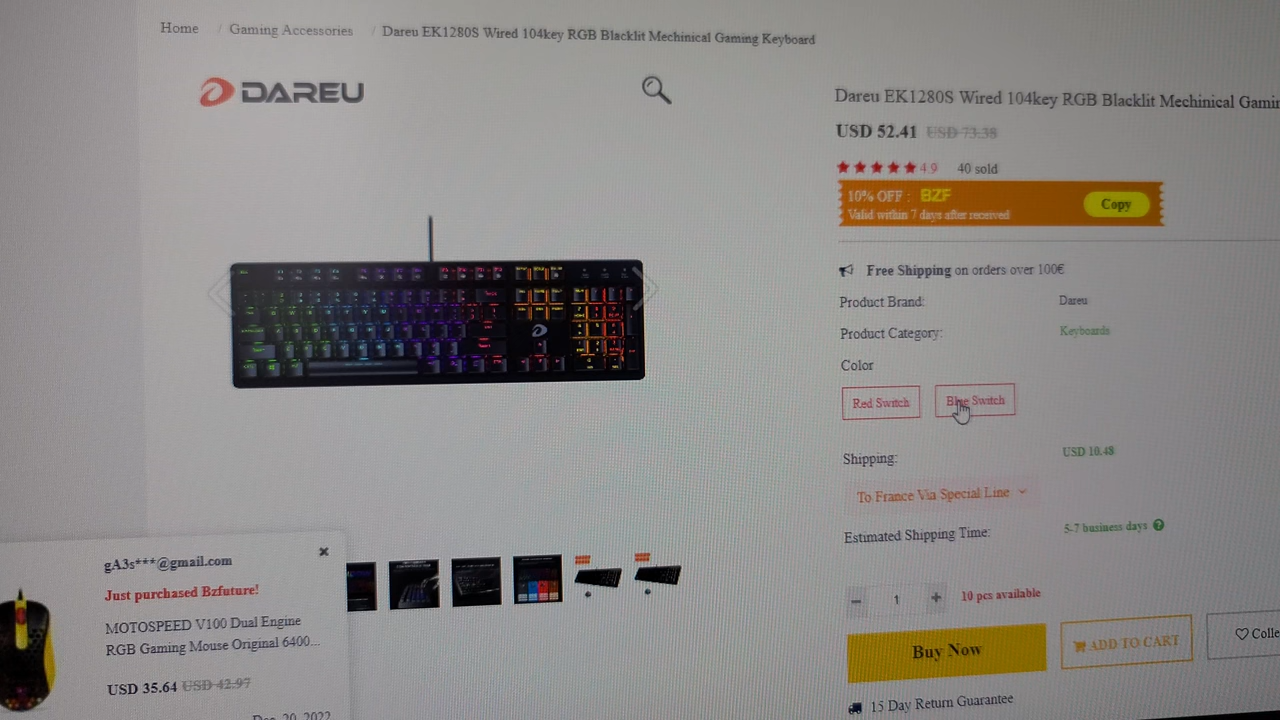 Home / Gaming Accessories / Dareu EK1280S Wired 104key RGB Blacklit Mechinical Gaming Keyboard
DAREU
Dareu EK1280S Wired 104key RGB Blacklit Mechinical Gamin
USD 52.41 USD 73.38
4.9 40 sold
10% OFF : BZF
Valid within 7 days after received
Copy
Free Shipping on orders over 100€
Product Brand: Dareu
Product Category: Keyboards
Color
Red Switch Blue Switch
Shipping: USD 10.48
To France Via Special Line
Estimated Shipping Time: 5-7 business days ?
- 1 + 10 pcs available
Buy Now ADD TO CART Colle
15 Day Return Guarantee
gA3s***@gmail.com ×
Just purchased Bzfuture!
MOTOSPEED V100 Dual Engine
RGB Gaming Mouse Original 6400...
USD 35.64 USD 42.97
Dec. 20, 2022